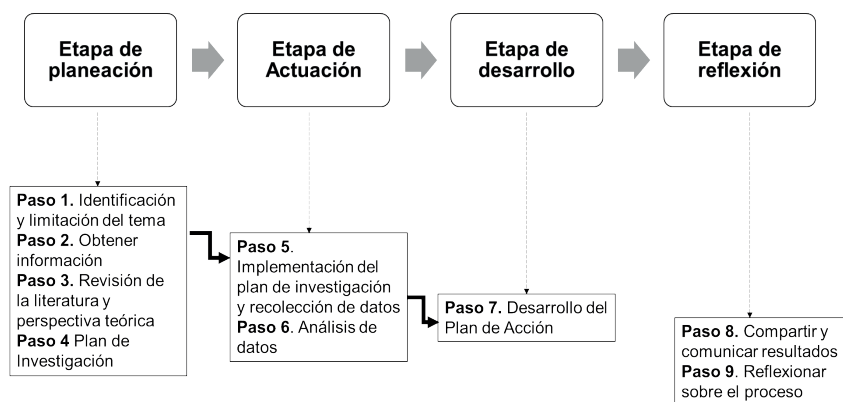 Etapa de
planeación
Etapa de
Actuación
Etapa de
desarrollo
Etapa de
reflexión
Paso 1. Identificación
y limitación del tema
Paso 2. Obtener
información
Paso 3. Revisión de
la literatura y
perspectiva teórica
Paso 4 Plan de
Investigación
Paso 5.
Implementación del
plan de investigación
y recolección de datos
Paso 6. Análisis de
datos
Paso 7. Desarrollo del
Plan de Acción
Paso 8. Compartir y
comunicar resultados
Paso 9. Reflexionar
sobre el proceso